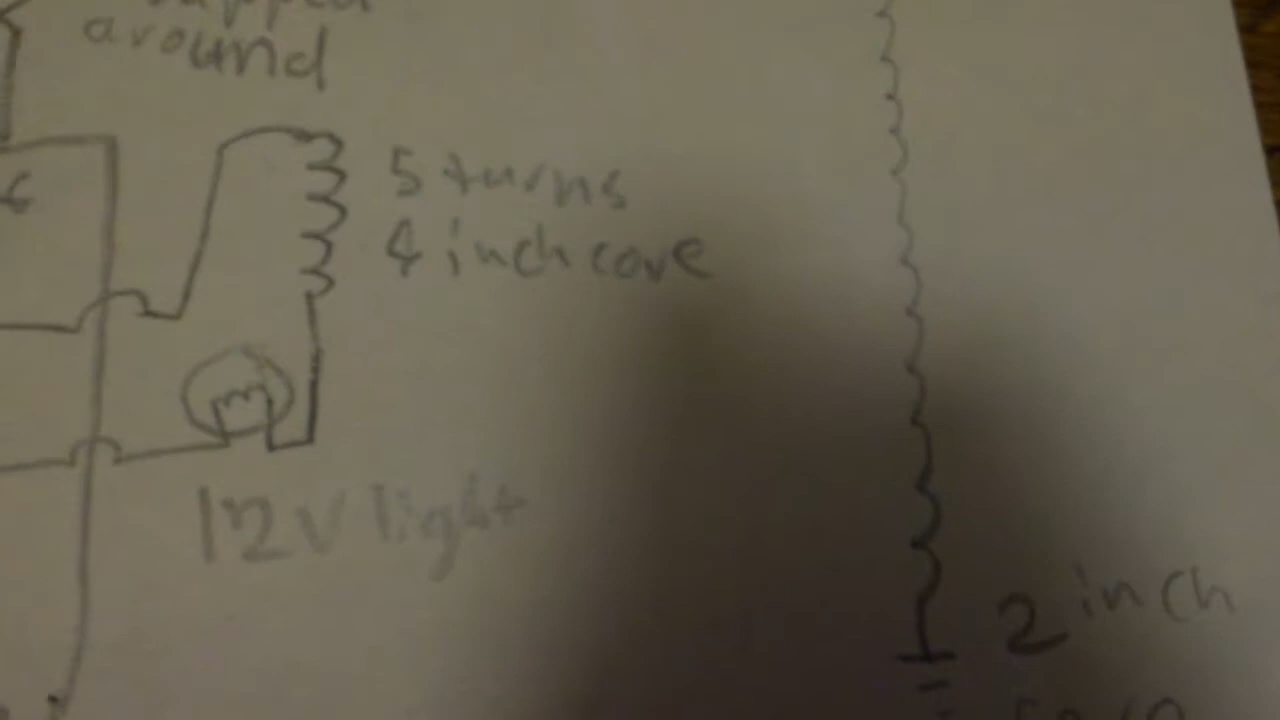 around
5 turns
4 inch core
12V light
2 inch